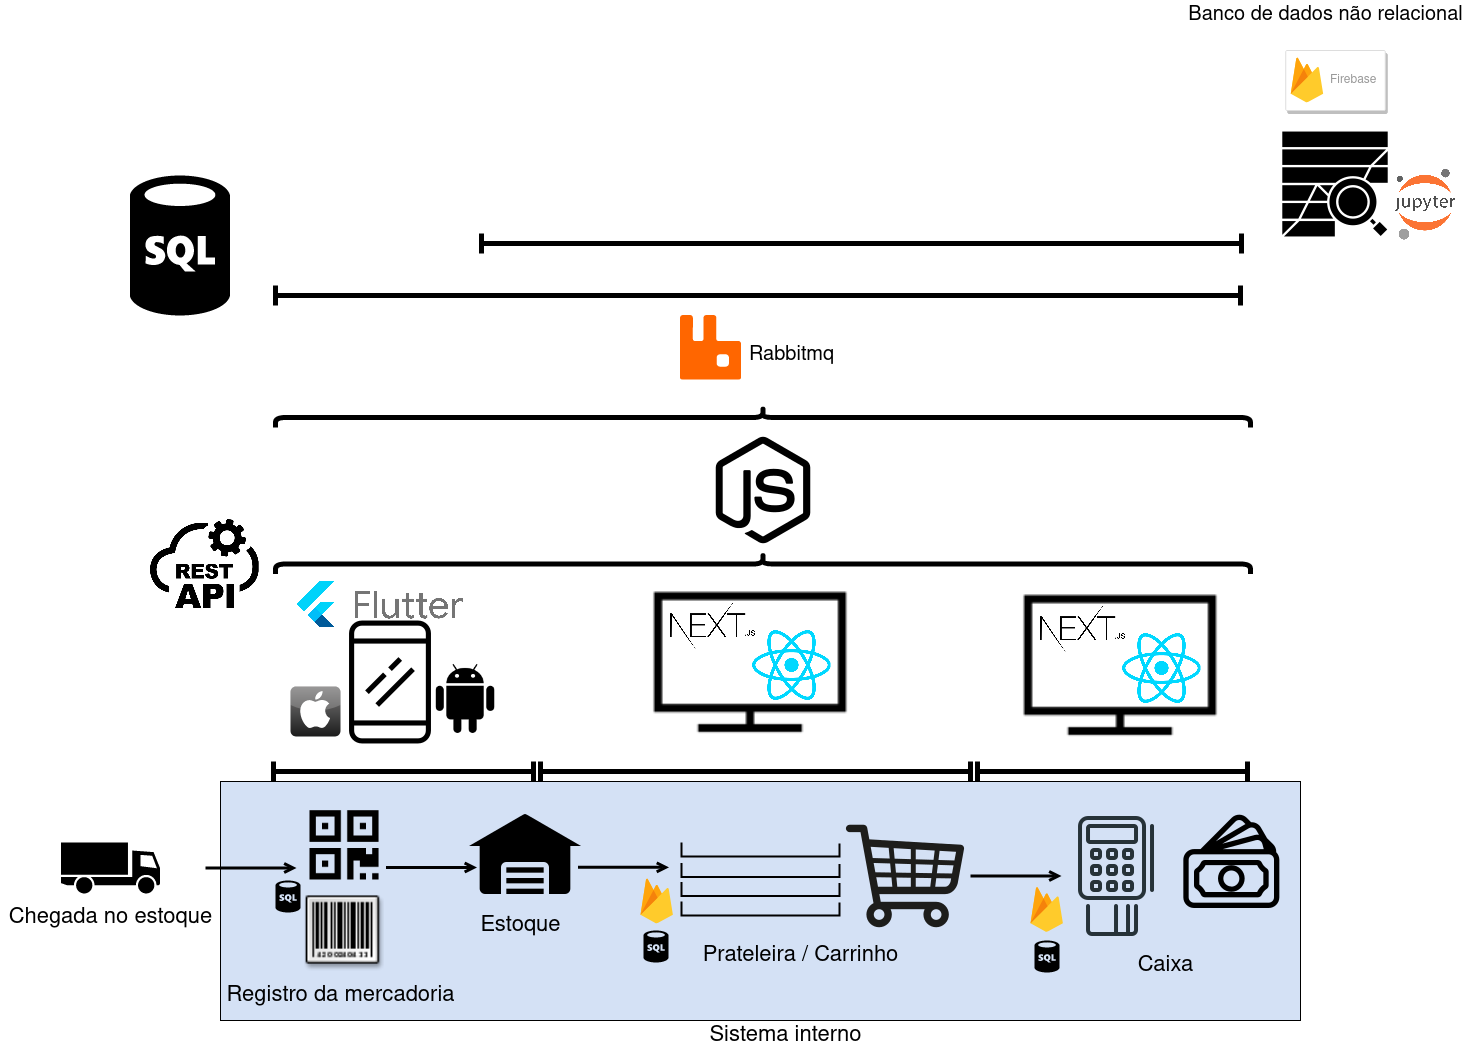 Banco de dados não relacional
Firebase
jupyter
SQL
Rabbitmq
JS
REST
API
Flutter
NEXT.JS
NEXT.JS
SQL
Chegada no estoque
Estoque
SQL
Prateleira / Carrinho
SQL
Caixa
Registro da mercadoria
Sistema interno